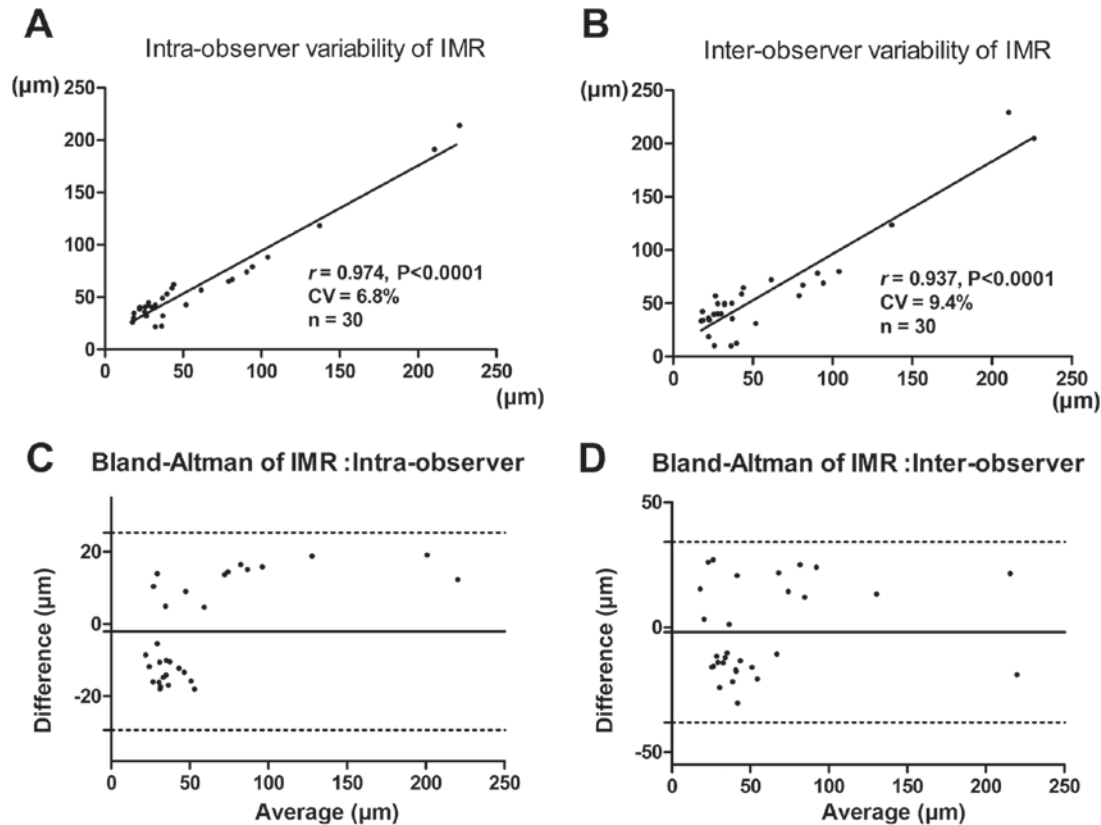 A
Intra-observer variability of IMR
(µm)
250
200
150
100
50
0
r = 0.974, P<0.0001
CV = 6.8%
n = 30
0 50 100 150 200 250
(µm)
B
Inter-observer variability of IMR
(µm)
250
200
150
100
50
0
r = 0.937, P<0.0001
CV = 9.4%
n = 30
0 50 100 150 200 250
(µm)
C
Bland-Altman of IMR :Intra-observer
Difference (µm)
20
0
-20
0 50 100 150 200 250
Average (µm)
D
Bland-Altman of IMR :Inter-observer
Difference (µm)
50
0
-50
0 50 100 150 200 250
Average (µm)